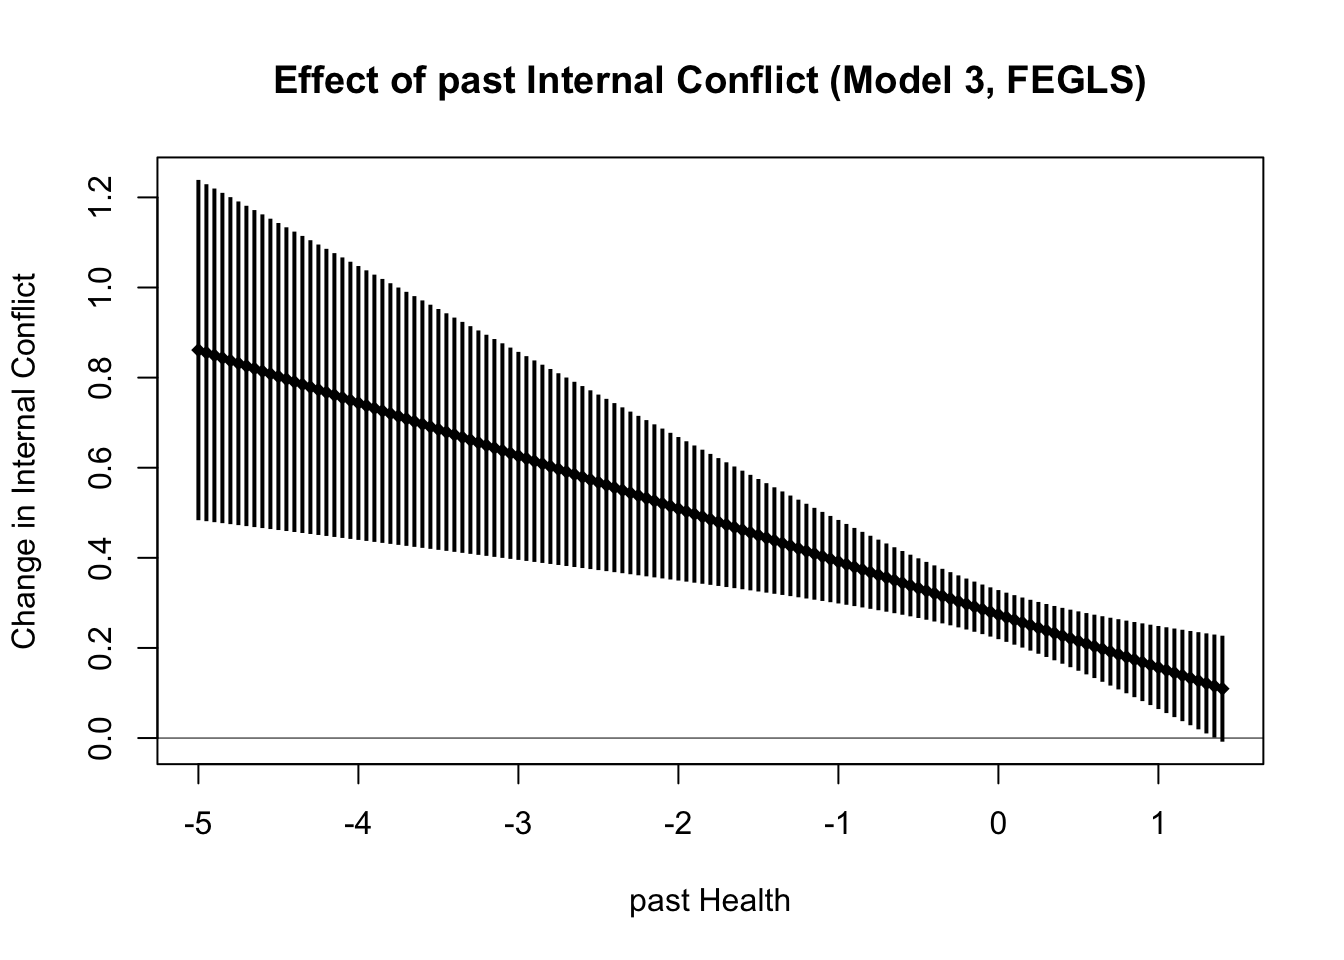 Effect of past Internal Conflict (Model 3, FEGLS)
Change in Internal Conflict
1.2
1.0
0.8
0.6
0.4
0.2
0.0
-5 -4 -3 -2 -1 0 1
past Health